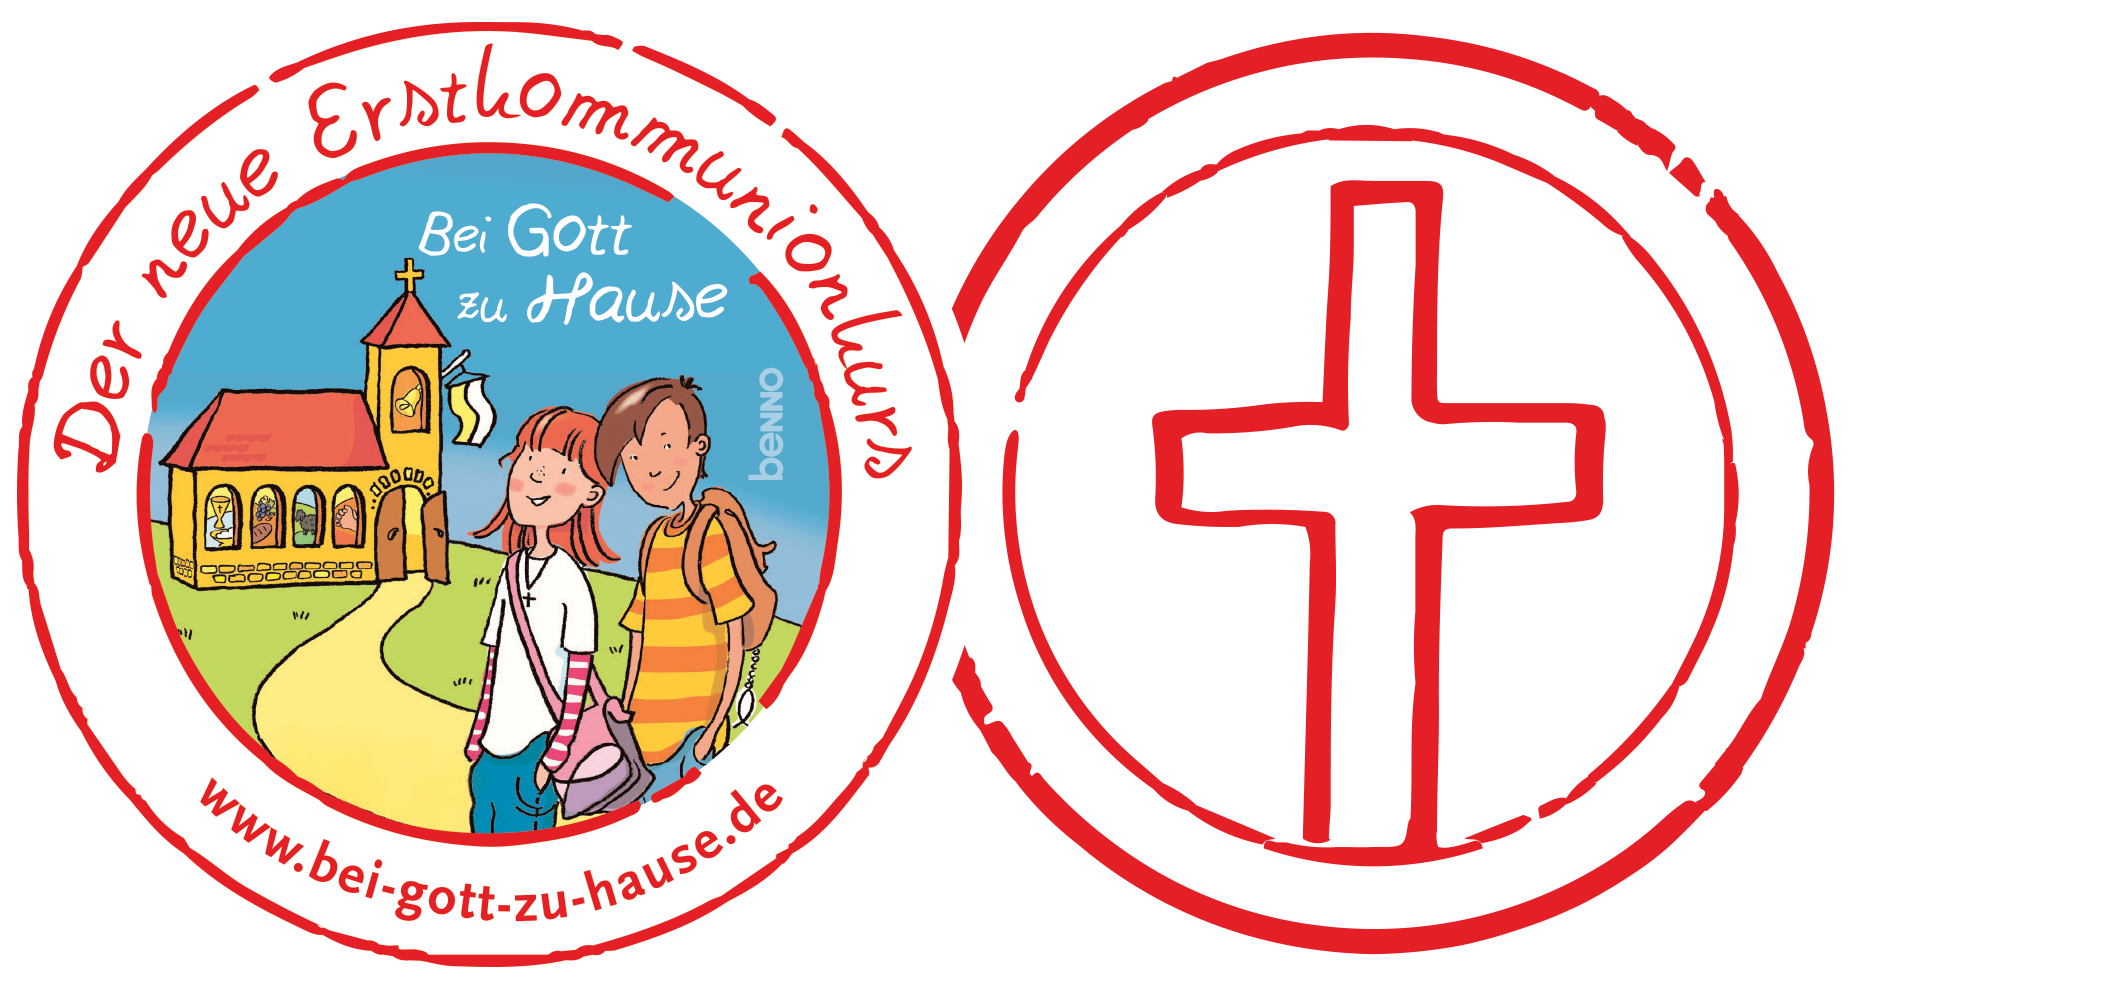 Der neue Erstkommunionkurs
Bei Gott
zu Hause
benno
www.bei-gott-zu-hause.de